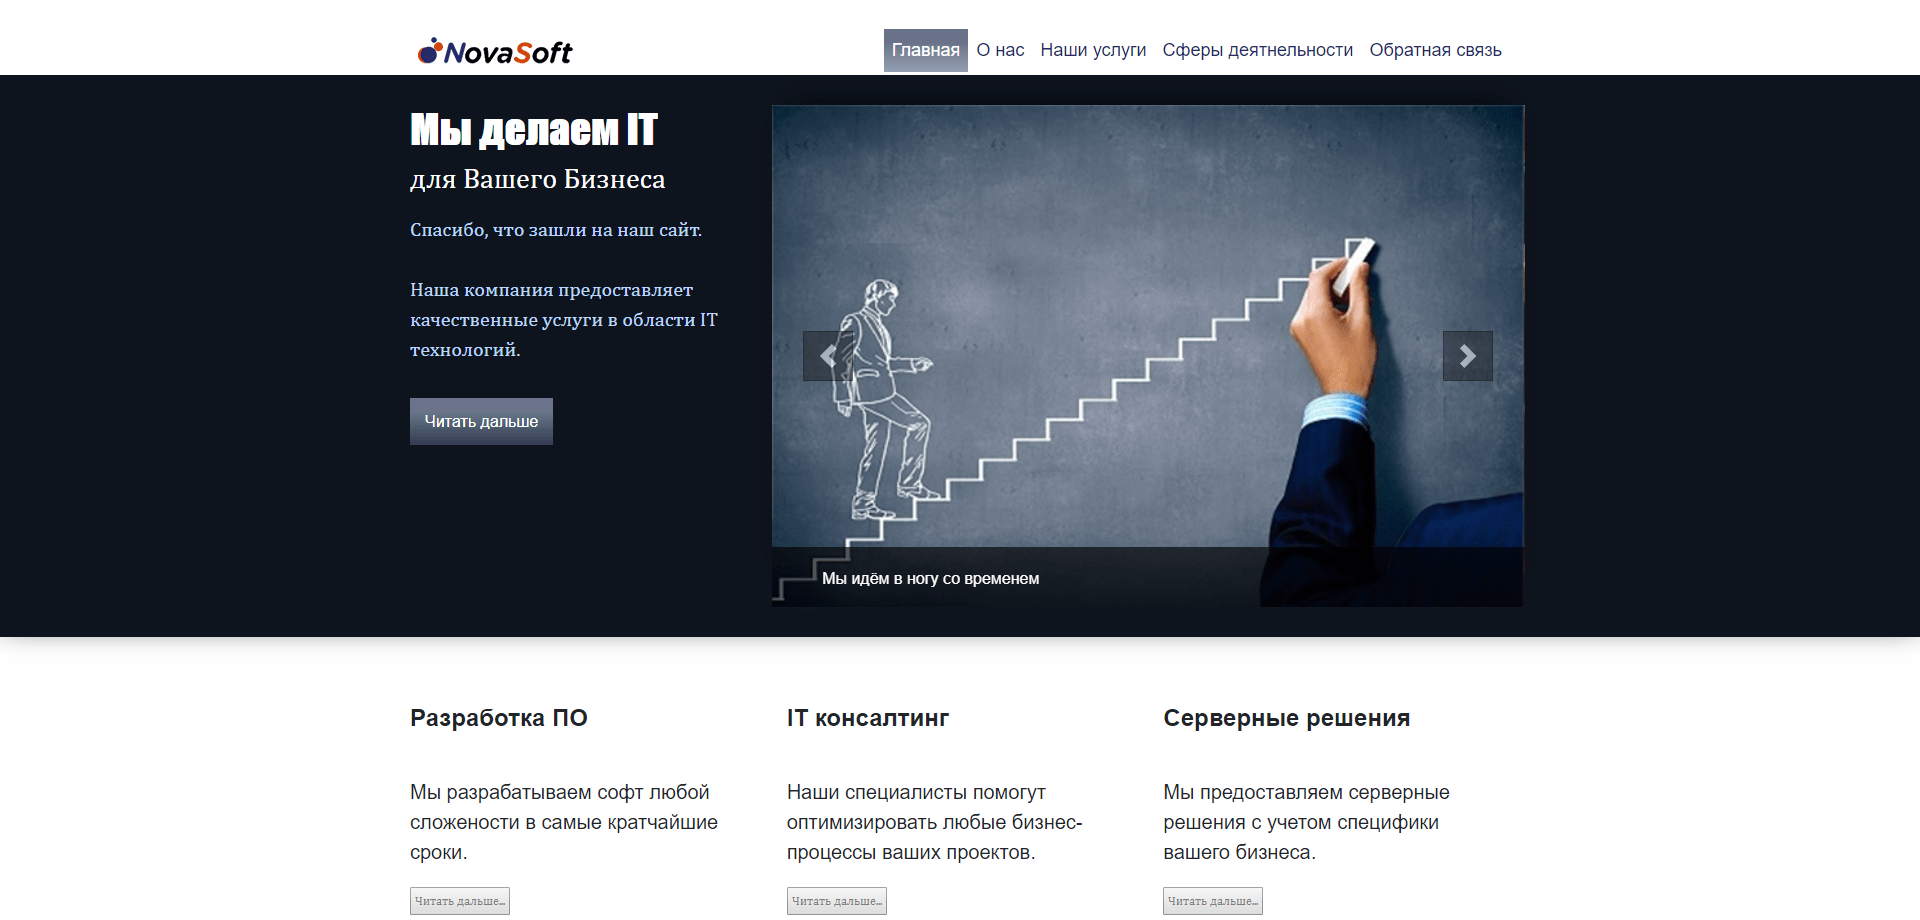 NovaSoft
Главная
О нас
Наши услуги
Сферы деятнельности
Обратная связь
Мы делаем IT
для Вашего Бизнеса
Спасибо, что зашли на наш сайт.
Наша компания предоставляет
качественные услуги в области IT
технологий.
Читать дальше
Мы идём в ногу со временем
Разработка ПО
Мы разрабатываем софт любой
сложености в самые кратчайшие
сроки.
Читать дальше...
IT консалтинг
Наши специалисты помогут
оптимизировать любые бизнес-
процессы ваших проектов.
Читать дальше...
Серверные решения
Мы предоставляем серверные
решения с учетом специфики
вашего бизнеса.
Читать дальше...